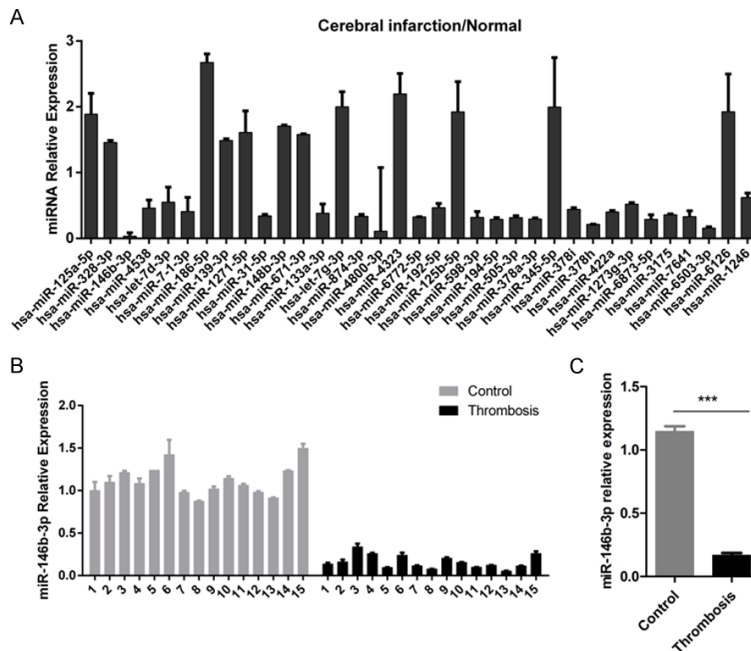 A
Cerebral infarction/Normal
miRNA Relative Expression
3
2
1
0
hsa-miR-125a-5p
hsa-miR-328-3p
hsa-miR-146b-3p
hsa-miR-4538
hsa-let-7d-3p
hsa-miR-7-1-3p
hsa-miR-186-5p
hsa-miR-139-3p
hsa-miR-1271-5p
hsa-miR-31-5p
hsa-miR-148b-3p
hsa-miR-671-3p
hsa-miR-133a-3p
hsa-let-7g-3p
hsa-miR-874-3p
hsa-miR-4800-3p
hsa-miR-4323
hsa-miR-6772-5p
hsa-miR-192-5p
hsa-miR-125b-5p
hsa-miR-598-3p
hsa-miR-194-5p
hsa-miR-505-3p
hsa-miR-378a-3p
hsa-miR-345-5p
hsa-miR-378i
hsa-miR-378h
hsa-miR-422a
hsa-miR-1273g-3p
hsa-miR-6873-5p
hsa-miR-3175
hsa-miR-7641
hsa-miR-6503-3p
hsa-miR-6126
hsa-miR-1246
B
Control
Thrombosis
miR-146b-3p Relative Expression
2.0
1.5
1.0
0.5
0.0
1 2 3 4 5 6 7 8 9 10 11 12 13 14 15 1 2 3 4 5 6 7 8 9 10 11 12 13 14 15
C
miR-146b-3p relative expression
1.5
1.0
0.5
0.0
***
Control
Thrombosis